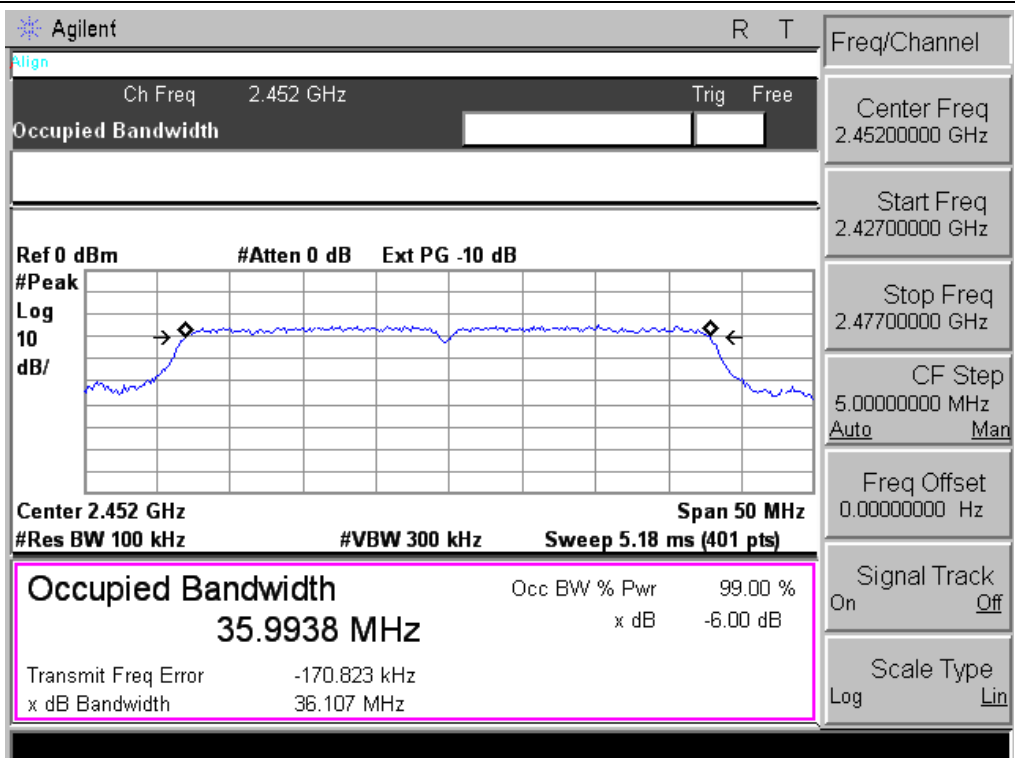 Agilent R T
Align
Ch Freq 2.452 GHz Trig Free
Occupied Bandwidth
Ref 0 dBm #Atten 0 dB Ext PG -10 dB
#Peak
Log
10
dB/
Center 2.452 GHz Span 50 MHz
#Res BW 100 kHz #VBW 300 kHz Sweep 5.18 ms (401 pts)
Occupied Bandwidth Occ BW % Pwr 99.00 %
35.9938 MHz x dB -6.00 dB
Transmit Freq Error -170.823 kHz
x dB Bandwidth 36.107 MHz
Freq/Channel
Center Freq
2.45200000 GHz
Start Freq
2.42700000 GHz
Stop Freq
2.47700000 GHz
CF Step
5.00000000 MHz
Auto Man
Freq Offset
0.00000000 Hz
Signal Track
On Off
Scale Type
Log Lin